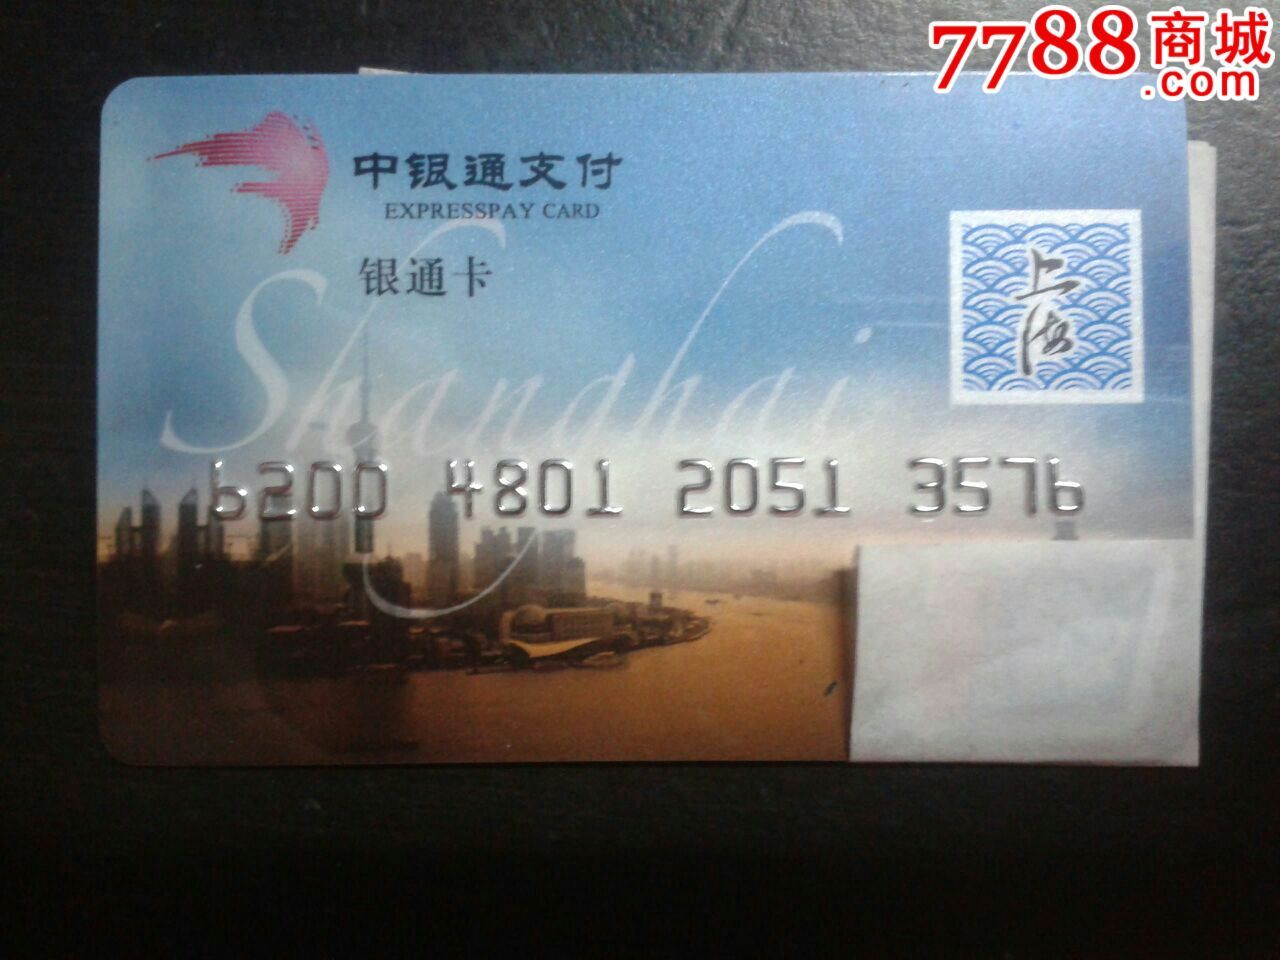 7788商城
.com
中银通支付
EXPRESSPAY CARD
银通卡
上海
Shanghai
6200 4801 2051 3576